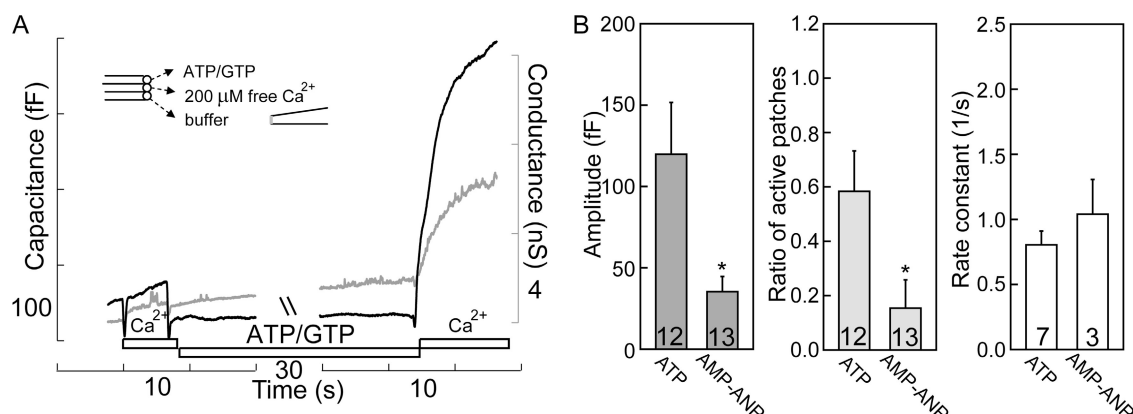 A
ATP/GTP
200 μM free Ca2+
buffer
Capacitance (fF)
100
Conductance (nS)
4
Ca2+
ATP/GTP
Ca2+
10
30
10
Time (s)
B
Amplitude (fF)
200
150
100
50
0
12
13
*
ATP
AMP-ANP
Ratio of active patches
1.2
1.0
0.8
0.6
0.4
0.2
0.0
12
13
*
ATP
AMP-ANP
Rate constant (1/s)
2.5
2.0
1.5
1.0
0.5
0.0
7
3
ATP
AMP-ANP